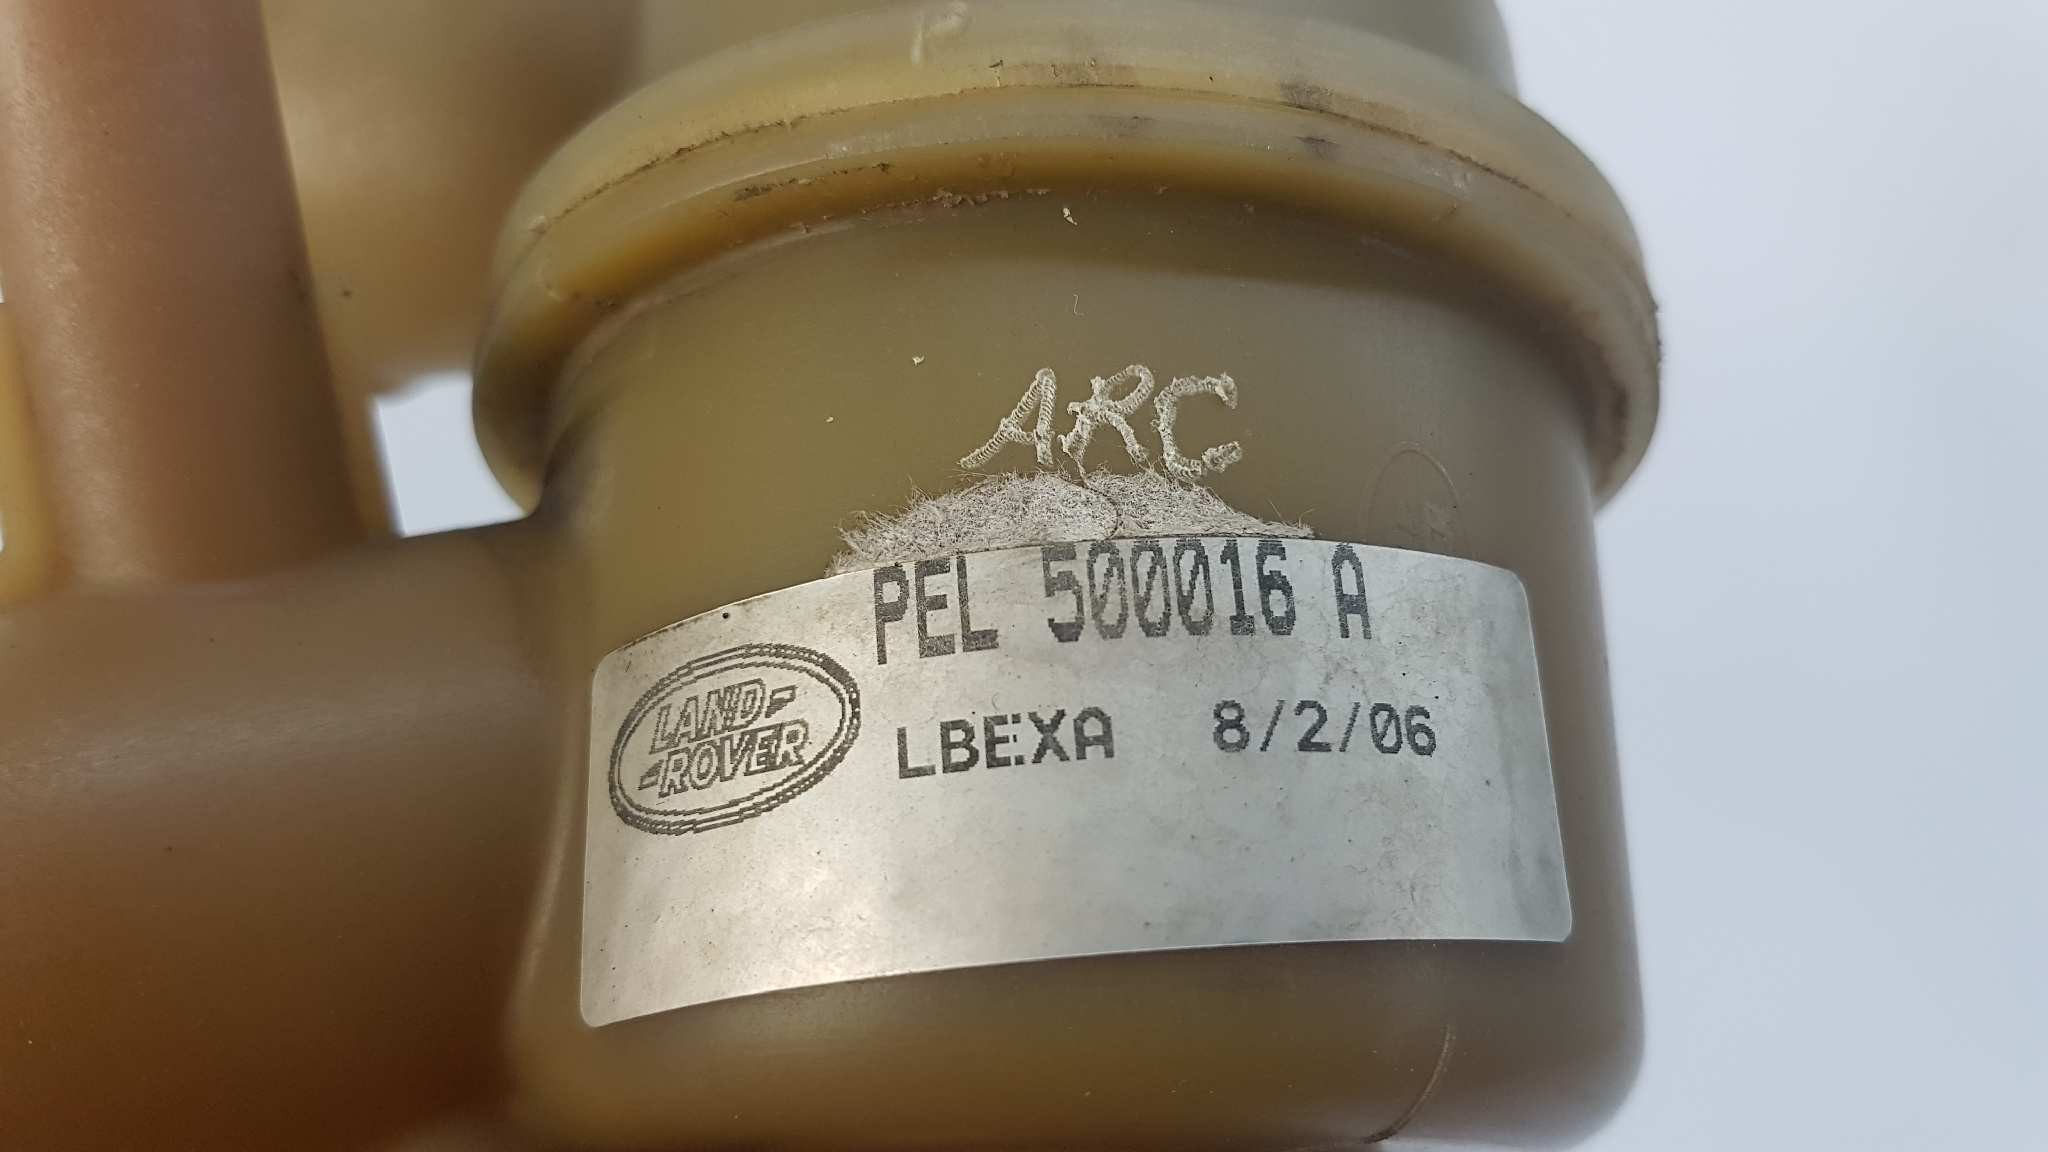 ARC
PEL 500016 A
LAND
ROVER
LBEXA 8/2/06